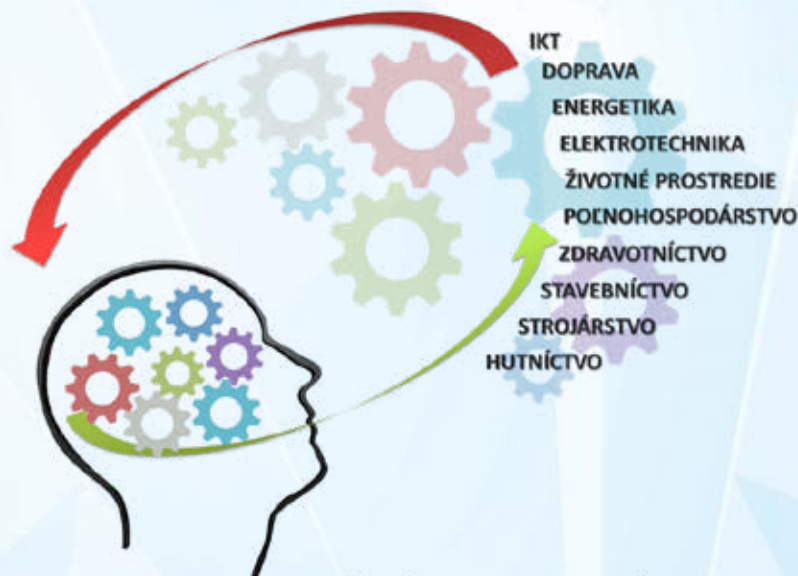 IKT
DOPRAVA
ENERGETIKA
ELEKTROTECHNIKA
ŽIVOTNÉ PROSTREDIE
POĽNOHOSPODÁRSTVO
ZDRAVOTNÍCTVO
STAVEBNÍCTVO
STROJÁRSTVO
HUTNÍCTVO